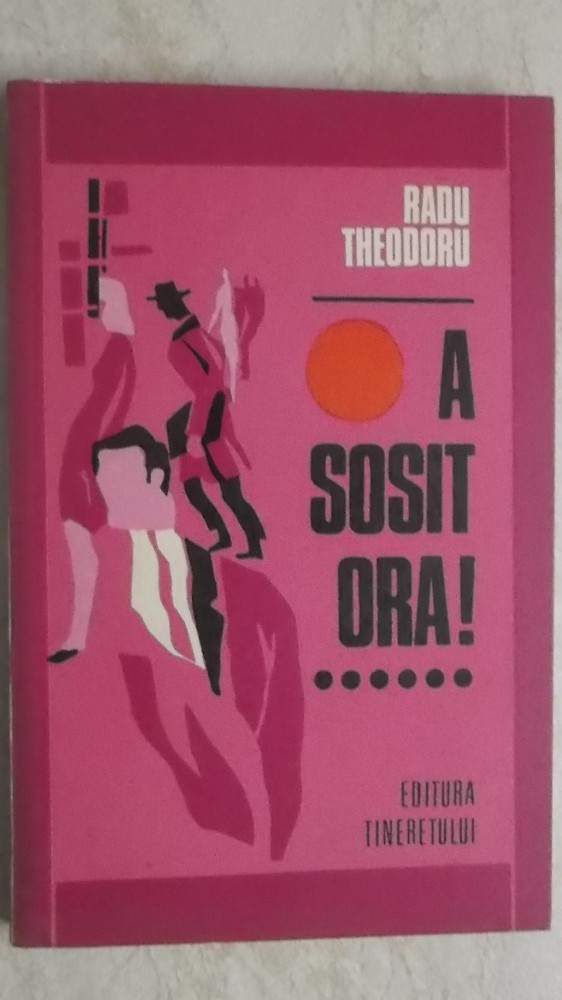 RADU
THEODORU
A
SOSIT
ORA!
EDITURA
TINERETULUI